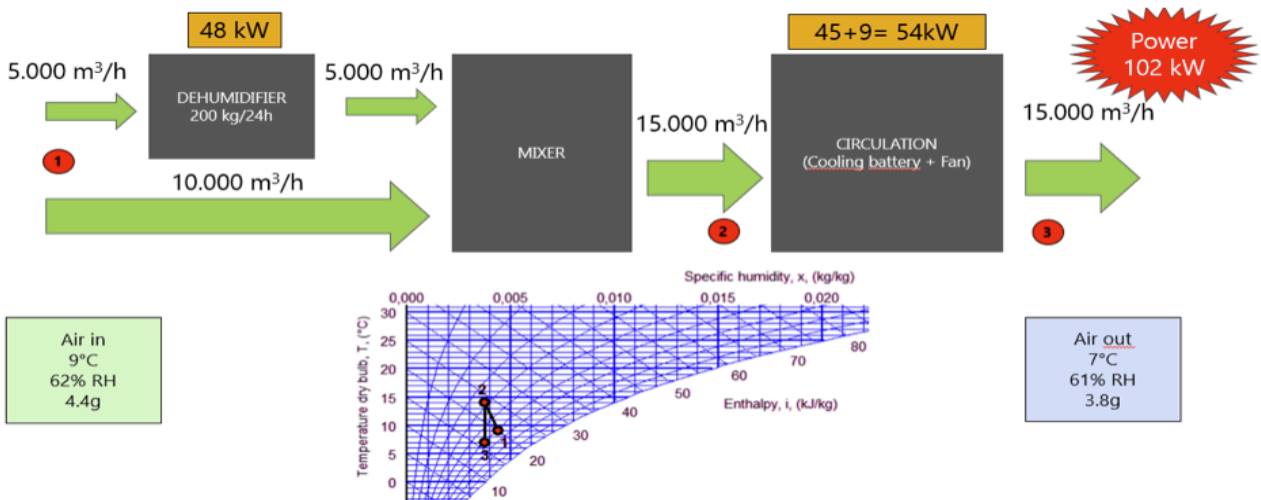 48 kW
45+9= 54kW
Power
102 kW
5.000 m³/h
5.000 m³/h
DEHUMIDIFIER
200 kg/24h
15.000 m³/h
15.000 m³/h
MIXER
CIRCULATION
(Cooling battery + Fan)
1
10.000 m³/h
2
3
Specific humidity, x, (kg/kg)
0,000 0,005 0,010 0,015 0,020
Temperature dry bulb, T, (°C)
30
25
20
15
10
5
0
2
1
3
80
70
60
50
40
30
20
10
Enthalpy, i, (kJ/kg)
Air in
9°C
62% RH
4.4g
Air out
7°C
61% RH
3.8g